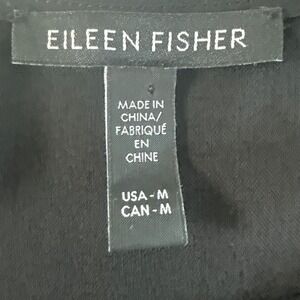 EILEEN FISHER
MADE IN
CHINA/
FABRIQUÉ
EN
CHINE
USA - M
CAN - M